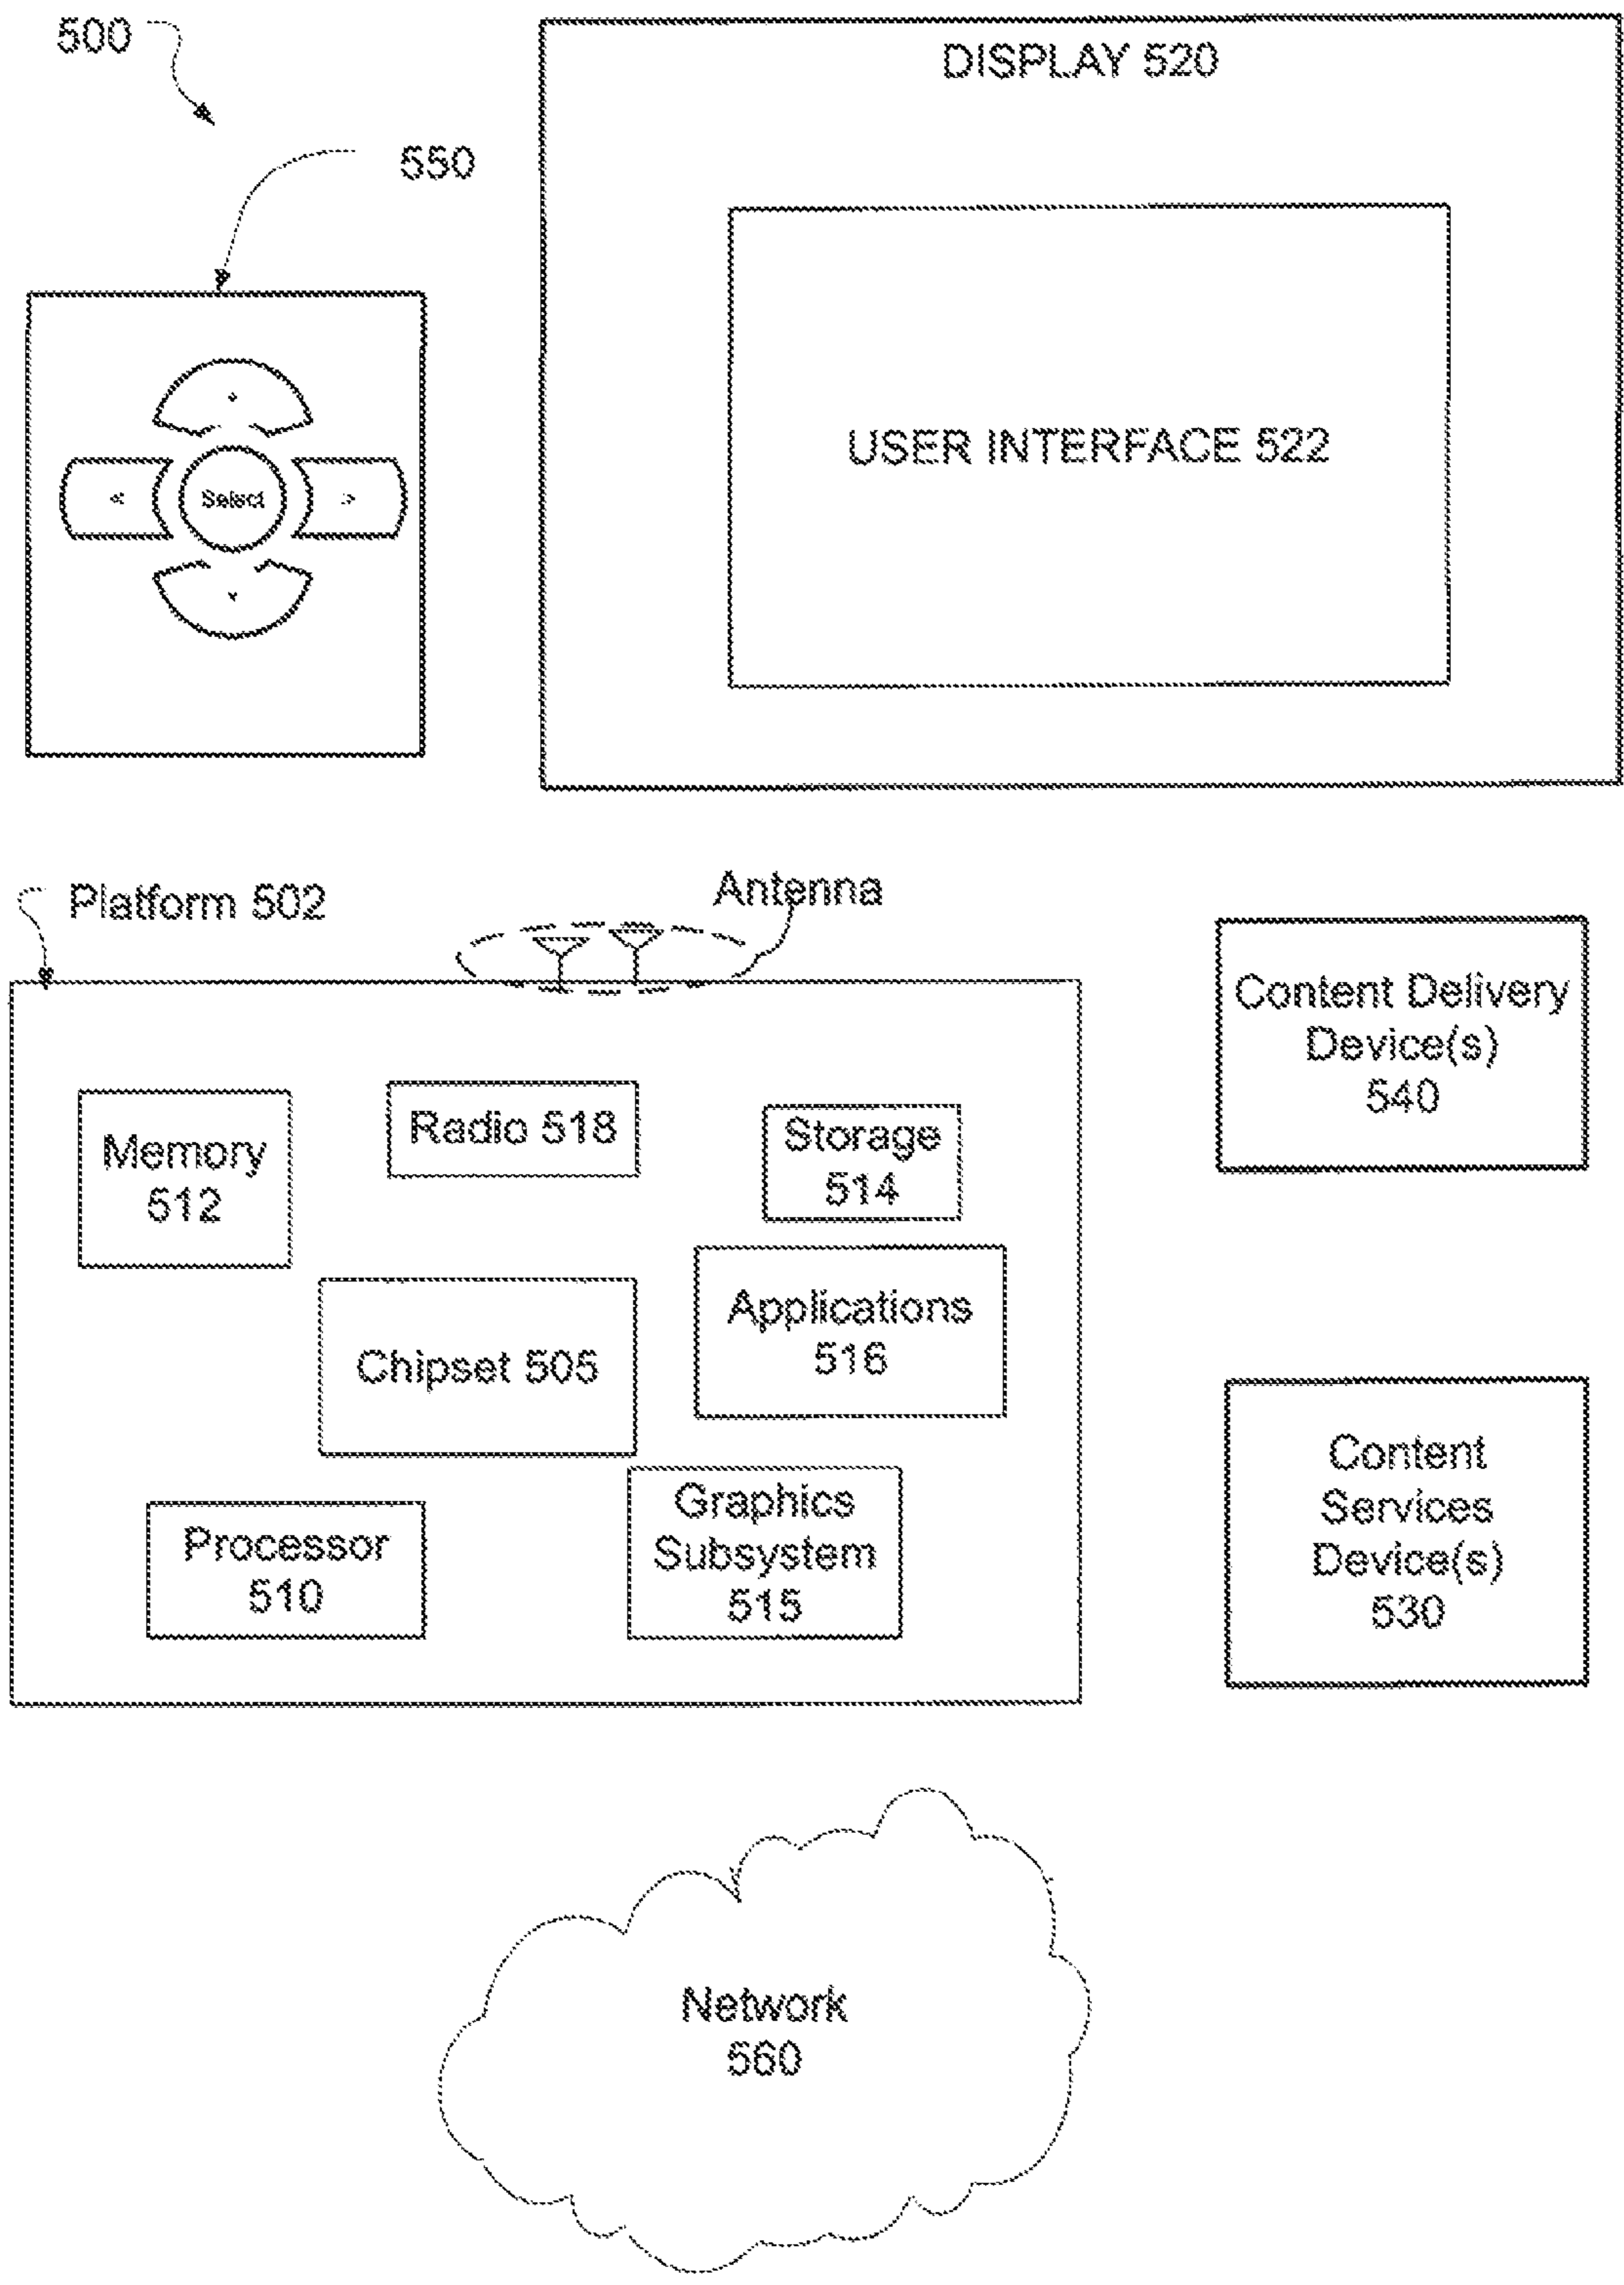 500
DISPLAY 520
550
USER INTERFACE 522
<
Select
>
Platform 502
Antenna
Content Delivery
Device(s)
540
Memory
512
Radio 518
Storage
514
Applications
516
Chipset 505
Content
Services
Device(s)
530
Processor
510
Graphics
Subsystem
515
Network
560